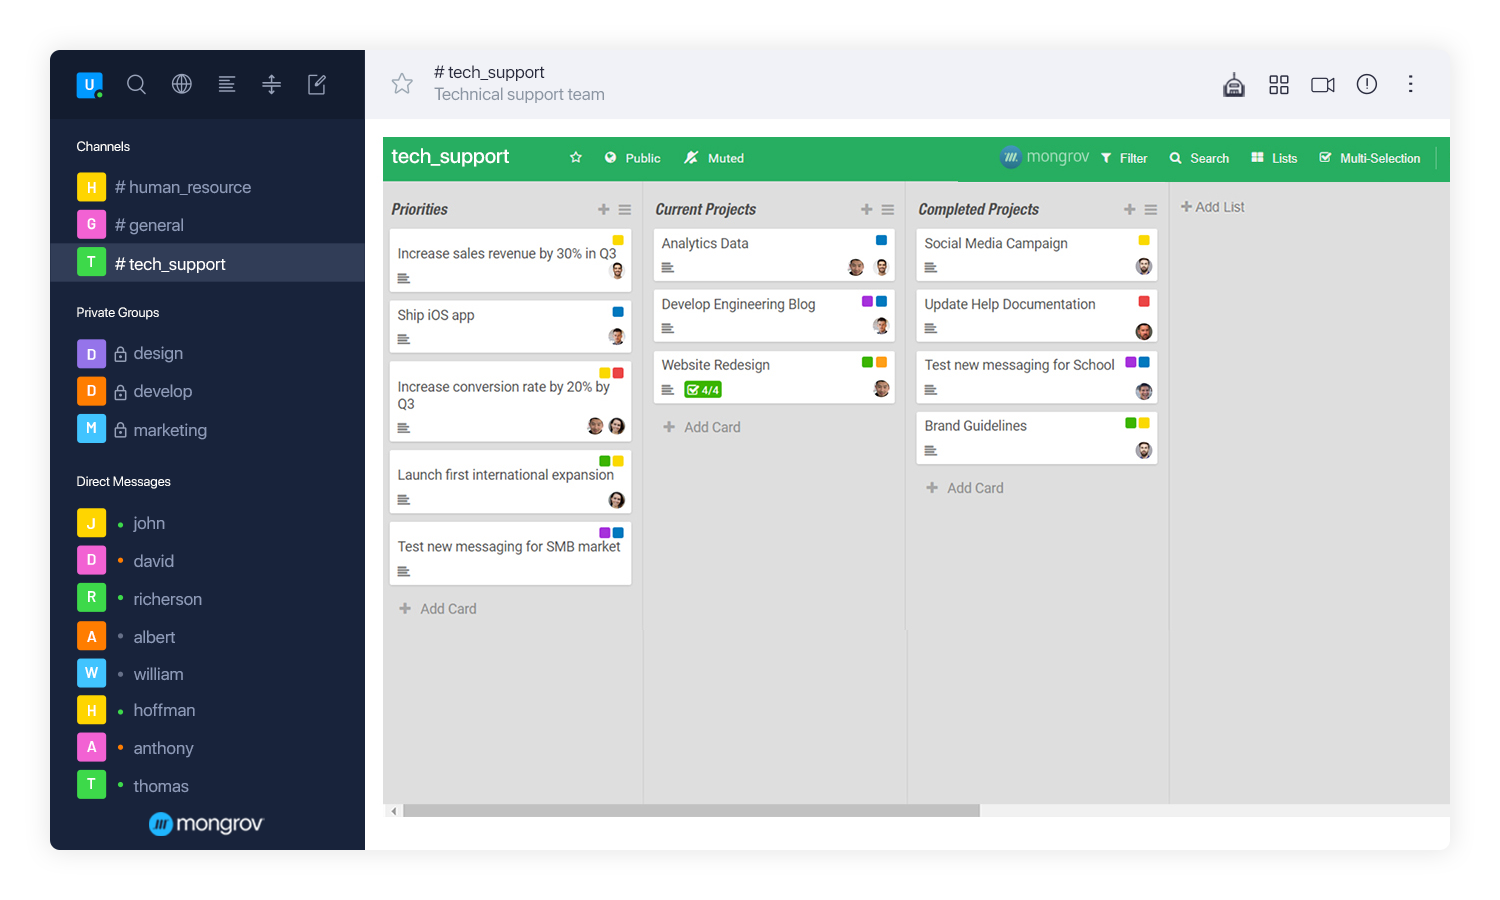 U
# tech_support
Technical support team
Channels
H # human_resource
G # general
T # tech_support
Private Groups
D design
D develop
M marketing
Direct Messages
J john
D david
R richerson
A albert
W william
H hoffman
A anthony
T thomas
mongrov
tech_support Public Muted mongrov Filter Search Lists Multi-Selection
Priorities
Increase sales revenue by 30% in Q3
Ship iOS app
Increase conversion rate by 20% by
Q3
Launch first international expansion
Test new messaging for SMB market
Add Card
Current Projects
Analytics Data
Develop Engineering Blog
Website Redesign
4/4
Add Card
Completed Projects
Social Media Campaign
Update Help Documentation
Test new messaging for School
Brand Guidelines
Add Card
Add List